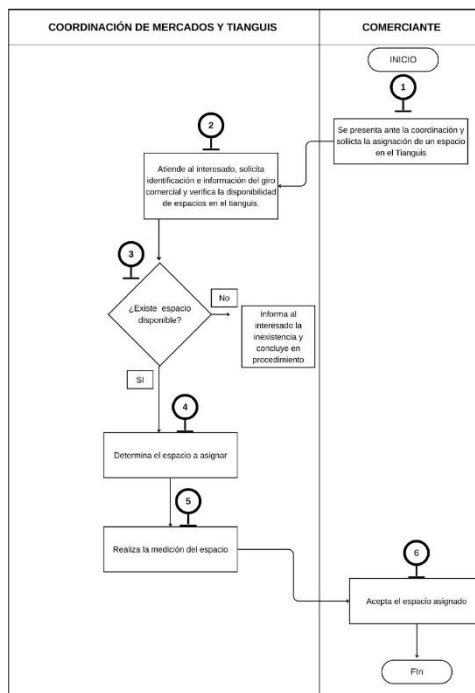 COORDINACIÓN DE MERCADOS Y TIANGUIS
COMERCIANTE
INICIO
1
Se presenta ante la coordinación y
solicita la asignación de un espacio
en el Tianguis
2
Atiende al interesado, solicita
identificación e información del giro
comercial y verifica la disponibilidad
de espacios en el tianguis.
3
¿Existe espacio
disponible?
No
Informa al
interesado la
inexistencia y
concluye en
procedimiento
SI
4
Determina el espacio a asignar
5
Realiza la medición del espacio
6
Acepta el espacio asignado
Fin